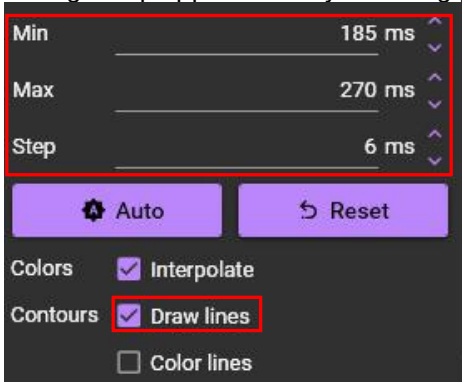 Min 185 ms
Max 270 ms
Step 6 ms
Auto Reset
Colors Interpolate
Contours Draw lines
Color lines